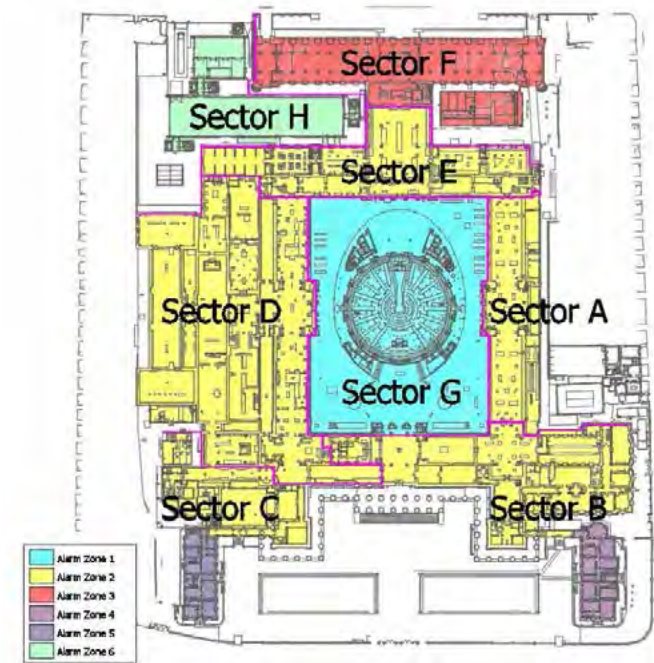 Sector F
Sector H
Sector E
Sector D
Sector A
Sector G
Sector C
Sector B
Alarm Zone 1
Alarm Zone 2
Alarm Zone 3
Alarm Zone 4
Alarm Zone 5
Alarm Zone 6